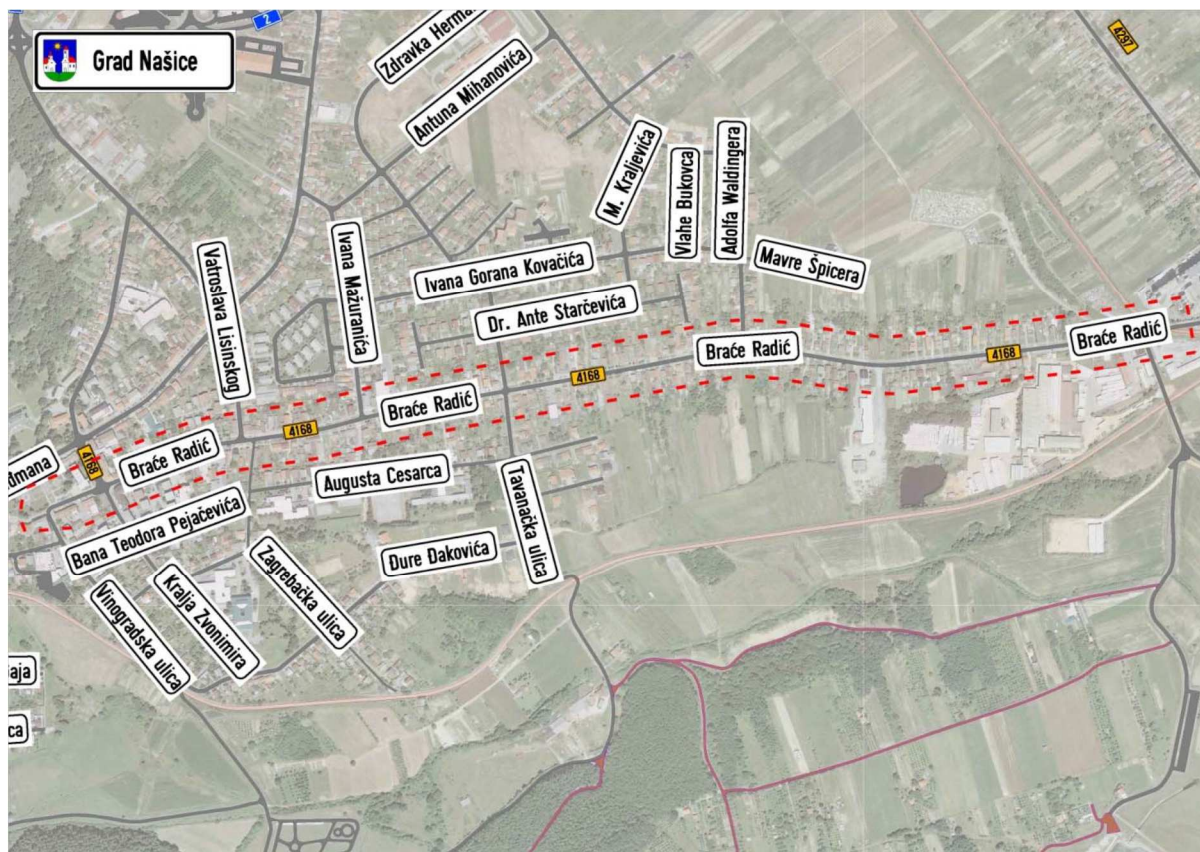 2
Grad Našice
4297
Zdravka Herma
Antuna Mihanovića
M. Kraljevića
Vlahe Bukovca
Adolfa Waldingera
Mavre Špicera
Vatroslava Lisinskog
Ivana Mažuranića
Ivana Gorana Kovačića
Dr. Ante Starčevića
Braće Radić
Braće Radić
4168
4168
Braće Radić
4168
Braće Radić
4168
dmana
Augusta Cesarca
Tavanačka ulica
Bana Teodora Pejačevića
Đure Đakovića
Zagrebačka ulica
Kralja Zvonimira
Vinogradska ulica
aja
ca